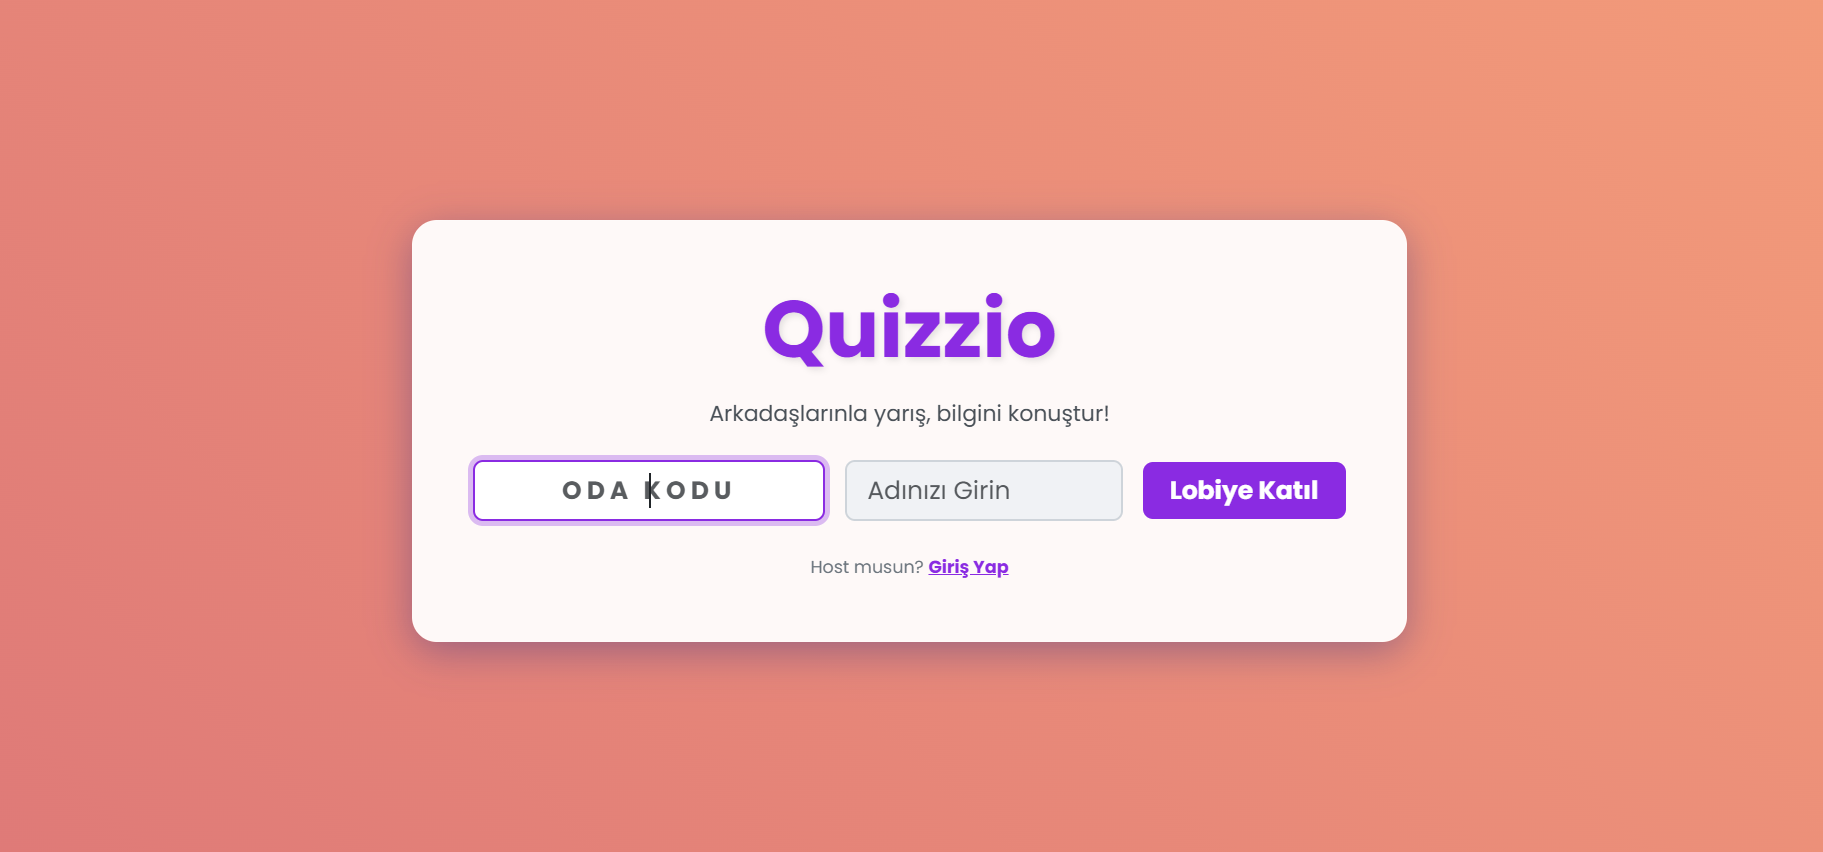 Quizzio
Arkadaşlarınla yarış, bilgini konuştur!
ODA KODU
Adınızı Girin
Lobiye Katıl
Host musun? Giriş Yap